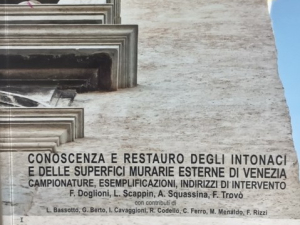 CONOSCENZA E RESTAURO DEGLI INTONACI
E DELLE SUPERFICI MURARIE ESTERNE DI VENEZIA
CAMPIONATURE, ESEMPLIFICAZIONI, INDIRIZZI DI INTERVENTO
F. Doglioni, L. Scappin, A. Squassina, F. Trovò
con contributi di
L. Bassotto, G. Berto, I. Cavaggioni, R. Codello, C. Ferro, M. Menaldo, F. Rizzi